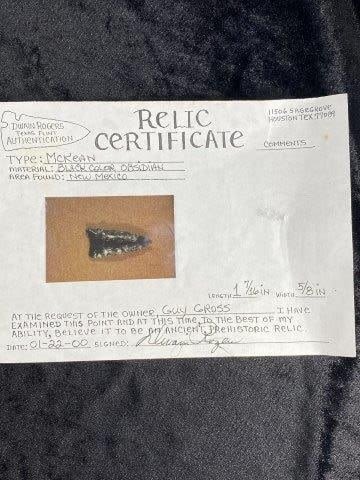 DWAIN ROGERS
TEXAS FLINT
AUTHENTICATION
RELIC
CERTIFICATE
11506 SAGEGROVE
HOUSTON TEX. 77089
COMMENTS
TYPE: McKEAN
MATERIAL: BLACK COLOR OBSIDIAN
AREA FOUND: NEW MEXICO
LENGTH 1 7/16 IN WIDTH 5/8 IN
AT THE REQUEST OF THE OWNER, GUY GROSS I HAVE
EXAMINED THIS POINT AND AT THIS TIME, TO THE BEST OF MY
ABILITY, BELIEVE IT TO BE AN ANCIENT, PREHISTORIC RELIC.
DATE: 01-22-00 SIGNED: Dwain Rogers